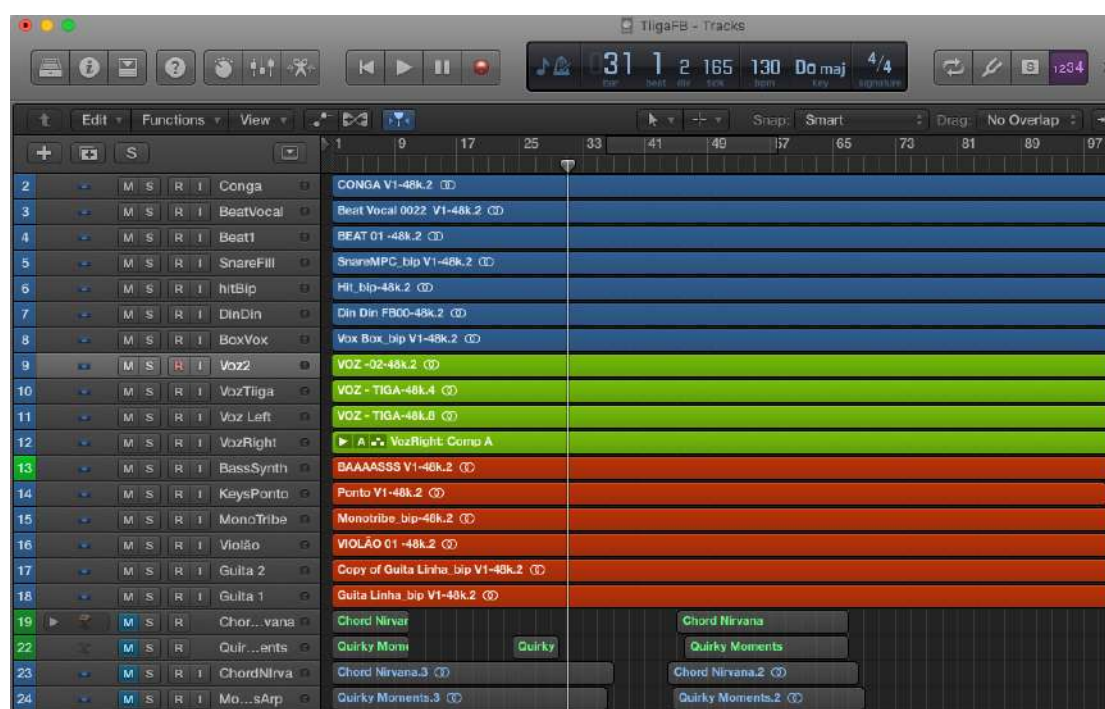 TiigaFB - Tracks
31 1 2 165 130 Do maj 4/4
bar beat div tick bpm key signature
S 1234
Edit Functions View Snap: Smart Drag: No Overlap
S 1 9 17 25 33 41 49 57 65 73 81 89 97
2 M S R I Conga CONGA V1-48k.2
3 M S R I BeatVocal Beat Vocal 0022 V1-48k.2
4 M S R I Beat1 BEAT 01 -48k.2
5 M S R I SnareFill SnareMPC_bip V1-48k.2
6 M S R I hitBip Hit_bip-48k.2
7 M S R I DinDin Din Din FB00-48k.2
8 M S R I BoxVox Vox Box_bip V1-48k.2
9 M S R I Voz2 VOZ -02-48k.2
10 M S R I VozTiiga VOZ - TIGA-48k.4
11 M S R I Voz Left VOZ - TIGA-48k.8
12 M S R I VozRight A VozRight: Comp A
13 M S R I BassSynth BAAAASSS V1-48k.2
14 M S R I KeysPonto Ponto V1-48k.2
15 M S R I MonoTribe Monotribe_bip-48k.2
16 M S R I Violão VIOLÃO 01 -48k.2
17 M S R I Guita 2 Copy of Guita Linha_bip V1-48k.2
18 M S R I Guita 1 Guita Linha_bip V1-48k.2
19 M S R Chor...vana Chord Nirvar Chord Nirvana
22 M S R Quir...ents Quirky Mome Quirky Quirky Moments
23 M S R I ChordNirva Chord Nirvana.3 Chord Nirvana.2
24 M S R I Mo...sArp Quirky Moments.3 Quirky Moments.2